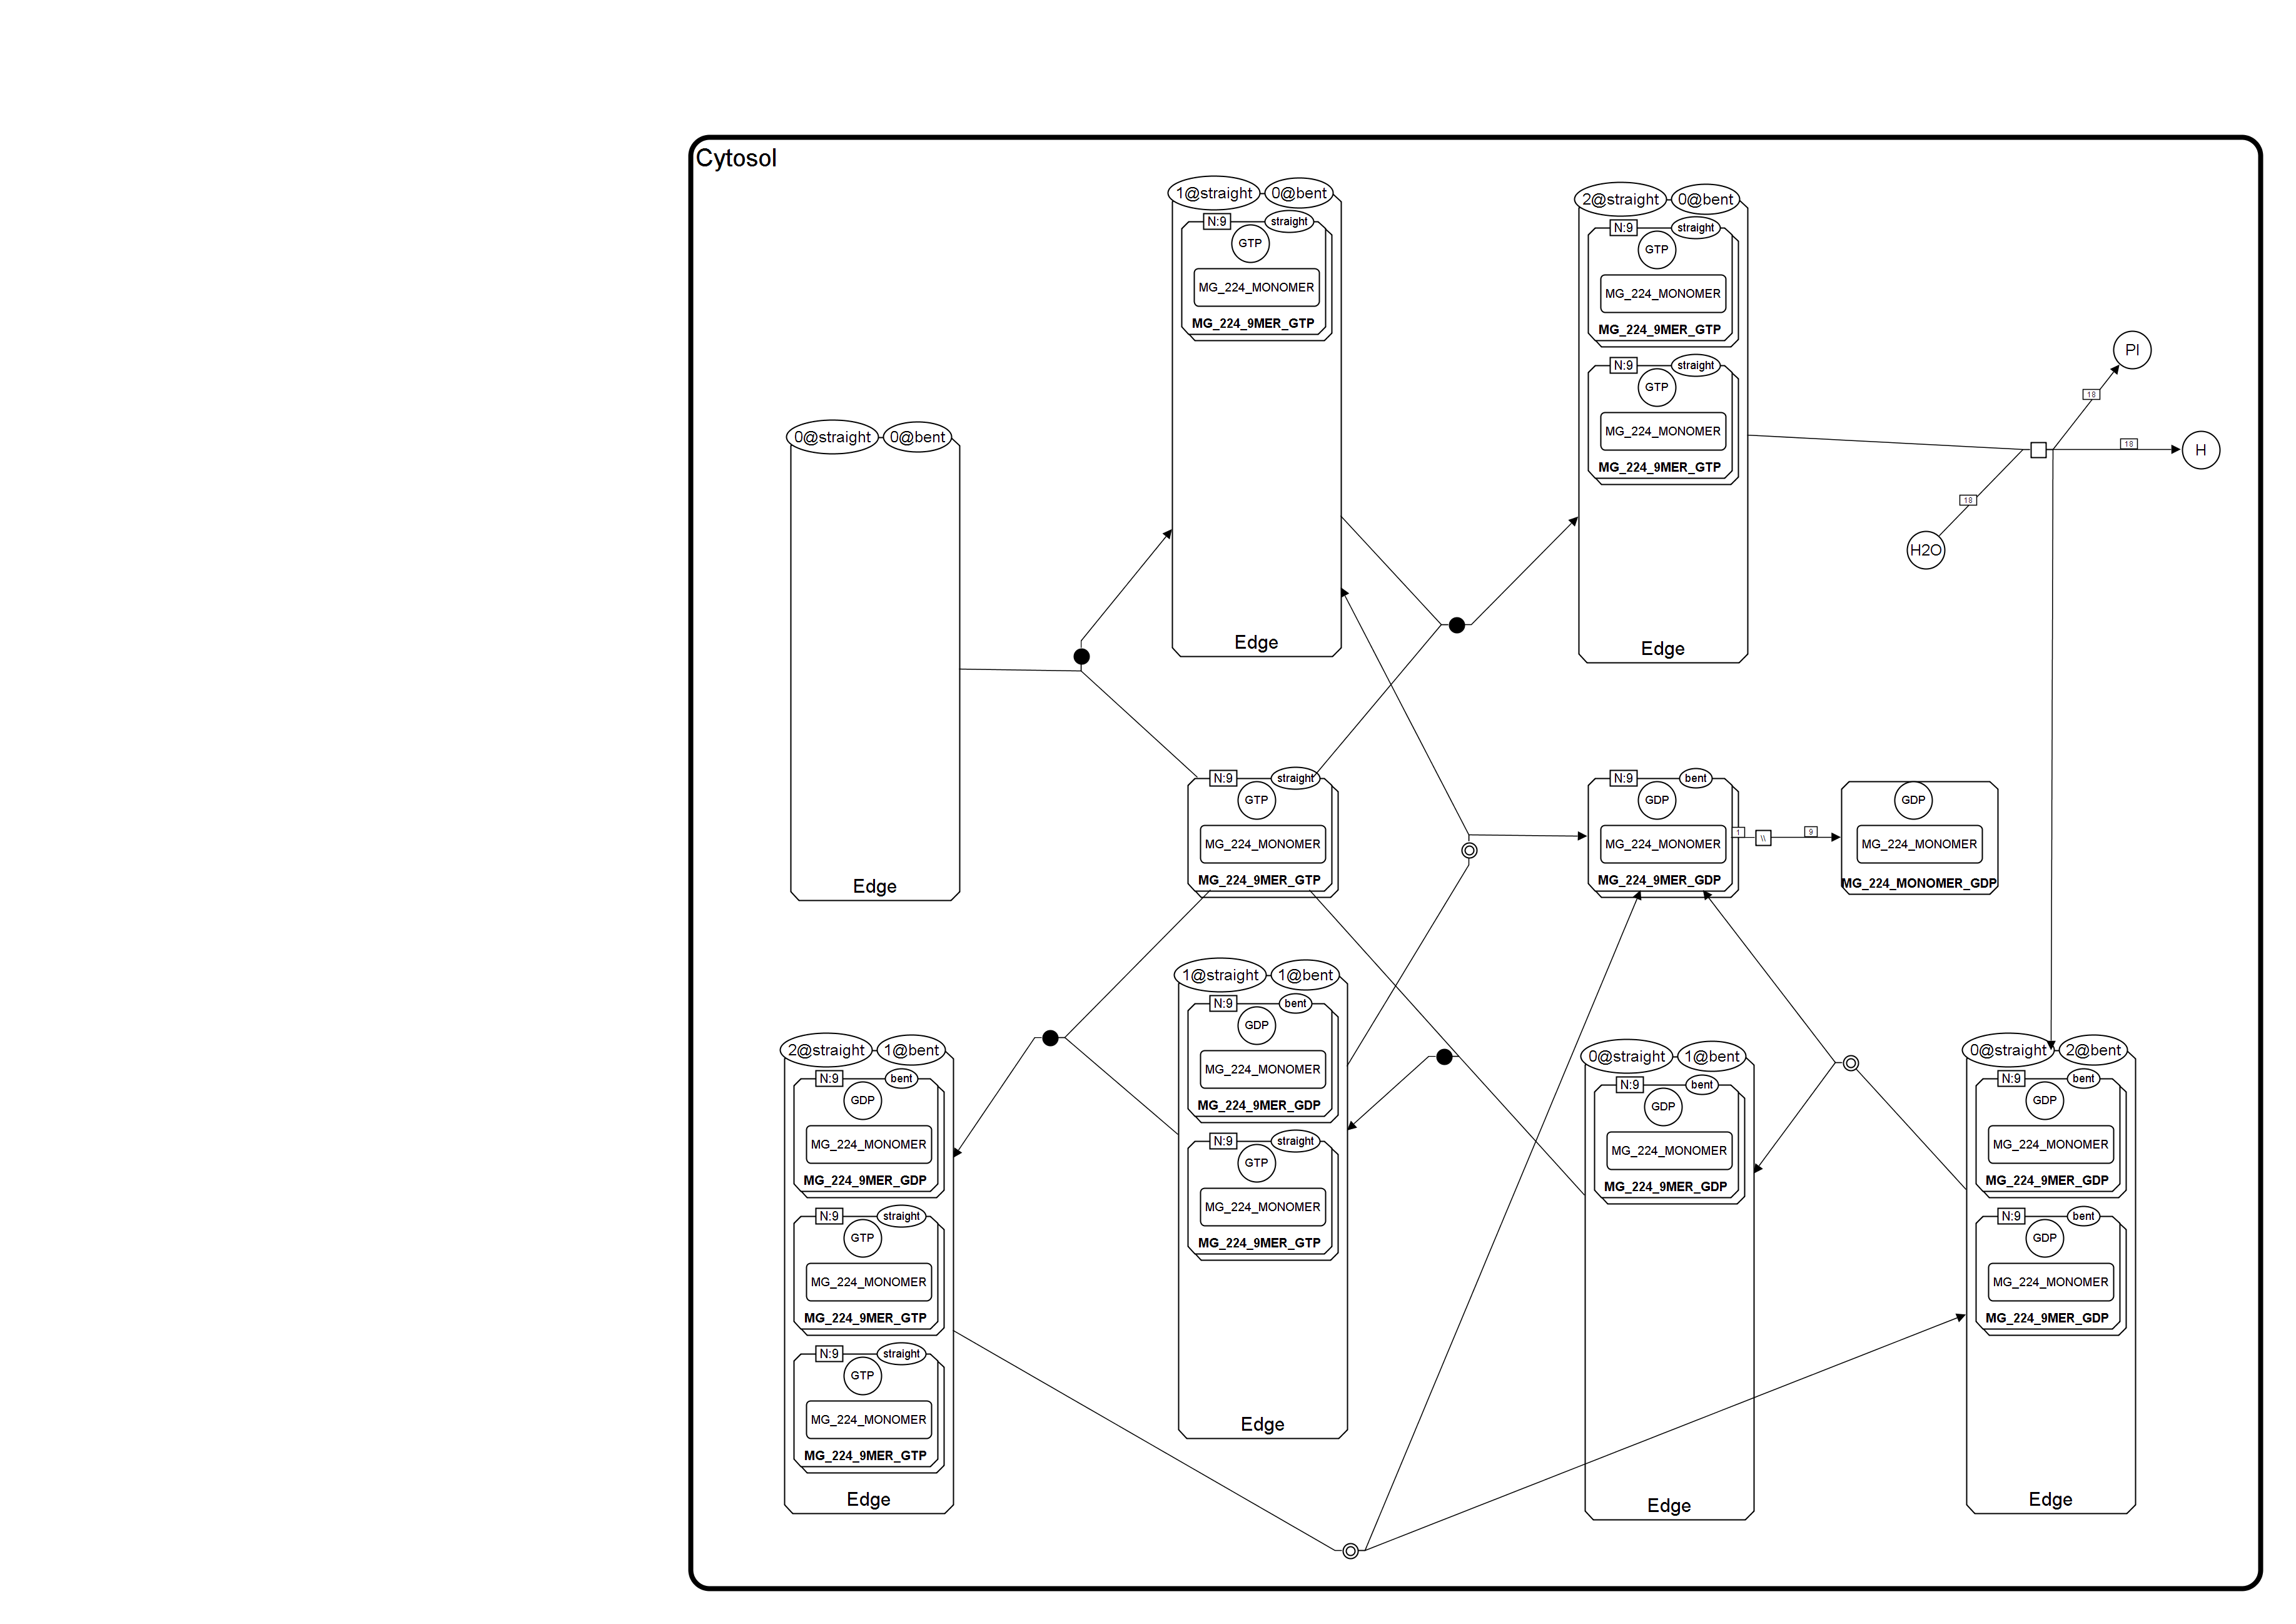 Cytosol
1@straight 0@bent
N:9 straight
GTP
MG_224_MONOMER
MG_224_9MER_GTP
Edge
2@straight 0@bent
N:9 straight
GTP
MG_224_MONOMER
MG_224_9MER_GTP
N:9 straight
GTP
MG_224_MONOMER
MG_224_9MER_GTP
Edge
PI
18
18
H
18
H2O
0@straight 0@bent
Edge
N:9 straight
GTP
MG_224_MONOMER
MG_224_9MER_GTP
N:9 bent
GDP
MG_224_MONOMER
MG_224_9MER_GDP
1
\\
9
GDP
MG_224_MONOMER
MG_224_MONOMER_GDP
2@straight 1@bent
N:9 bent
GDP
MG_224_MONOMER
MG_224_9MER_GDP
N:9 straight
GTP
MG_224_MONOMER
MG_224_9MER_GTP
N:9 straight
GTP
MG_224_MONOMER
MG_224_9MER_GTP
Edge
1@straight 1@bent
N:9 bent
GDP
MG_224_MONOMER
MG_224_9MER_GDP
N:9 straight
GTP
MG_224_MONOMER
MG_224_9MER_GTP
Edge
0@straight 1@bent
N:9 bent
GDP
MG_224_MONOMER
MG_224_9MER_GDP
Edge
0@straight 2@bent
N:9 bent
GDP
MG_224_MONOMER
MG_224_9MER_GDP
N:9 bent
GDP
MG_224_MONOMER
MG_224_9MER_GDP
Edge